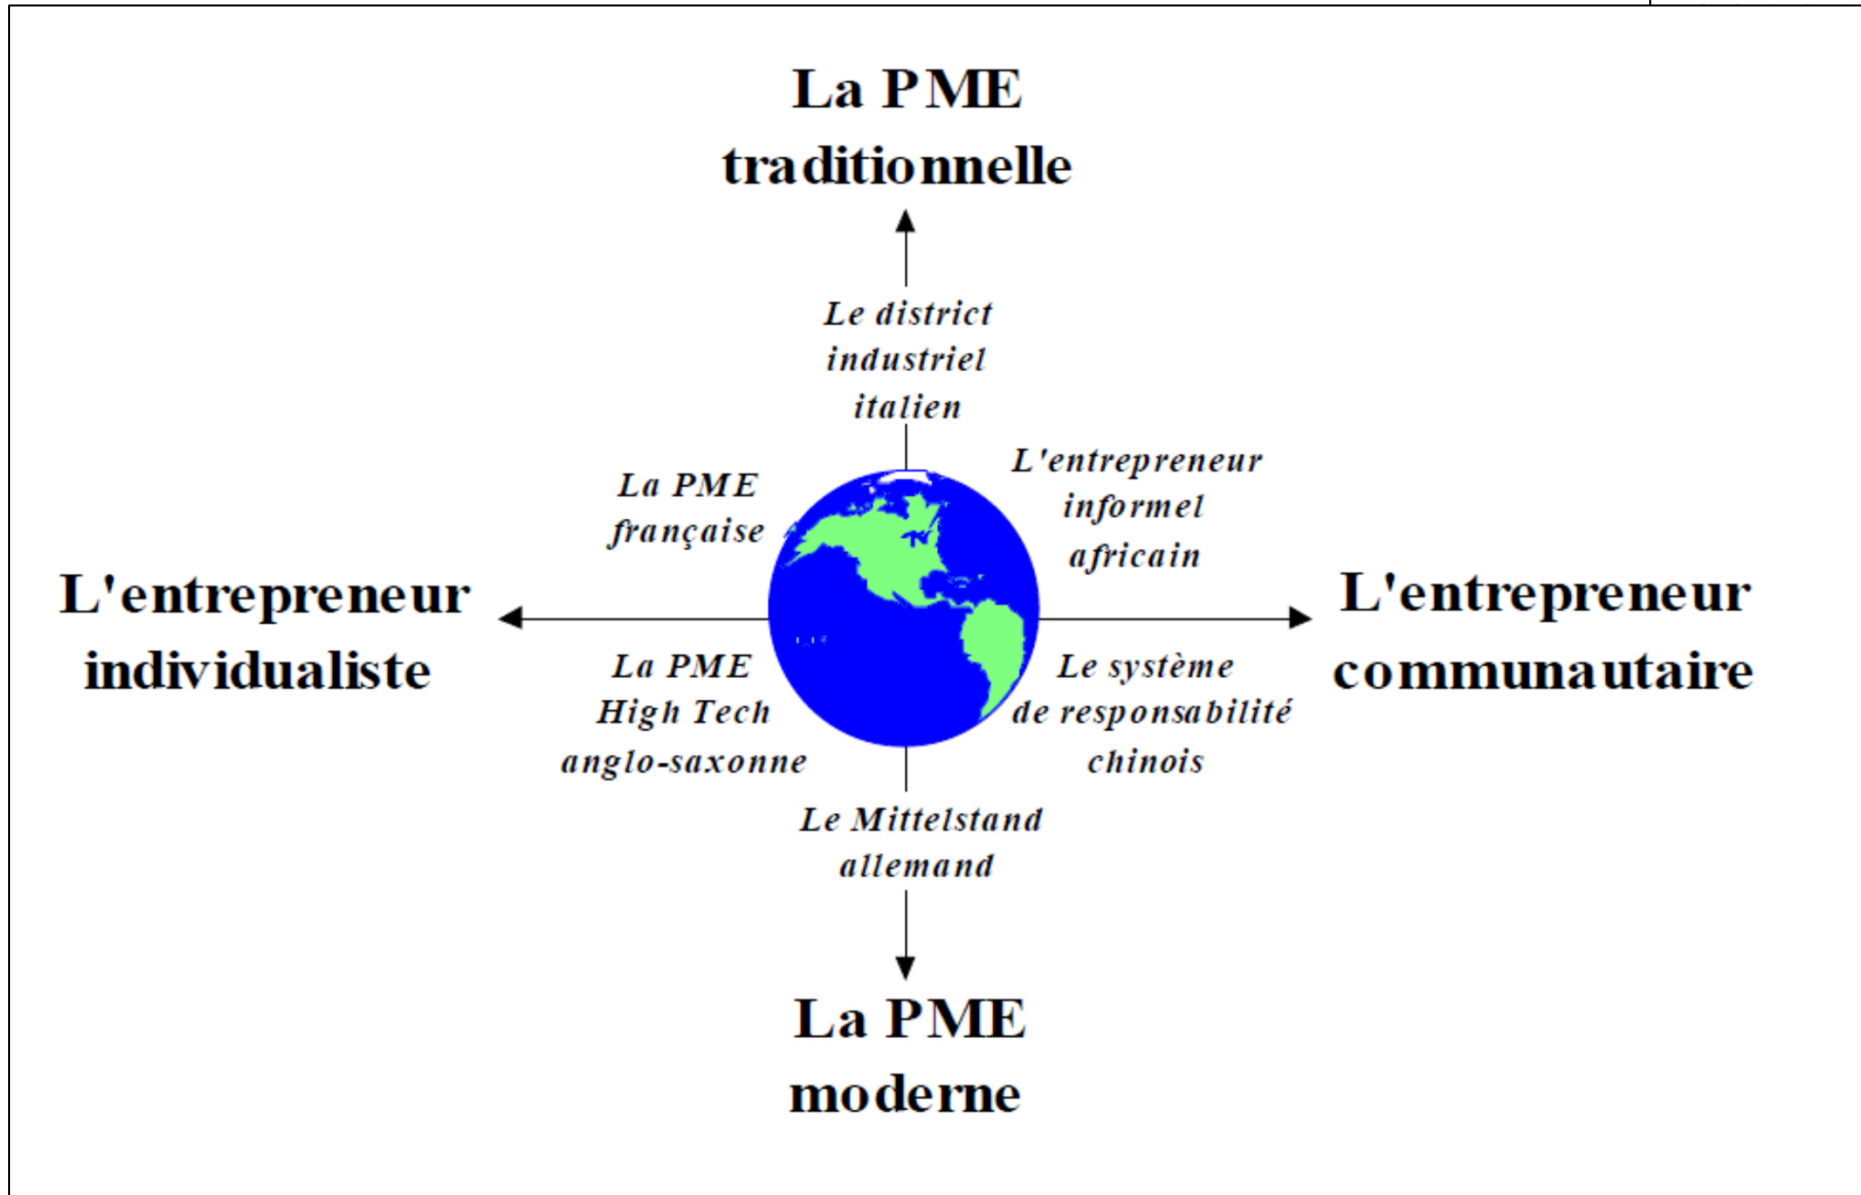 La PME
traditionnelle
Le district
industriel
italien
La PME
française
L'entrepreneur
informel
africain
L'entrepreneur
individualiste
L'entrepreneur
communautaire
La PME
High Tech
anglo-saxonne
Le système
de responsabilité
chinois
Le Mittelstand
allemand
La PME
moderne